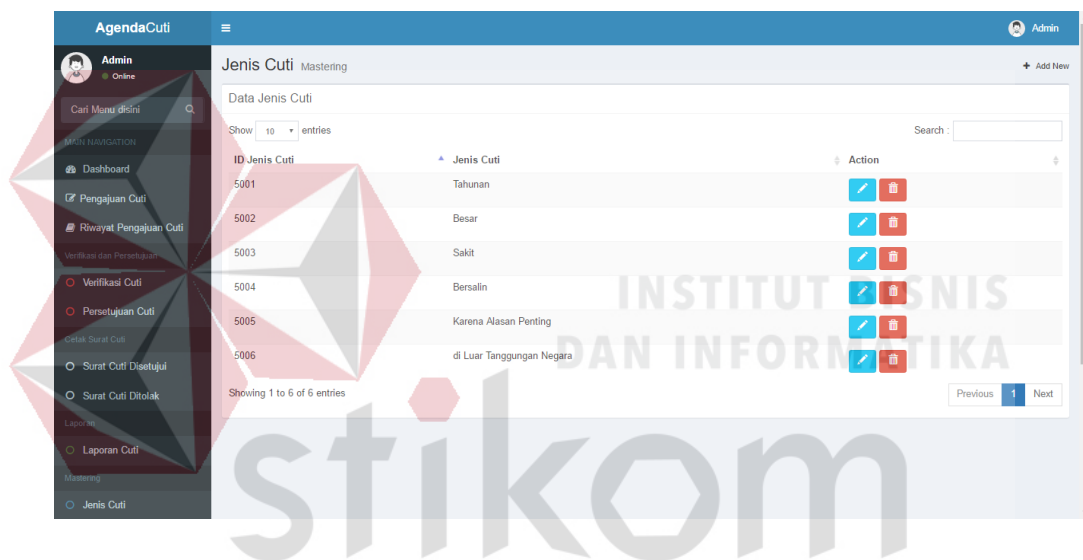 AgendaCuti
Admin
Admin
Online
Cari Menu disini
MAIN NAVIGATION
Dashboard
Pengajuan Cuti
Riwayat Pengajuan Cuti
Verifikasi dan Persetujuan
Verifikasi Cuti
Persetujuan Cuti
Cetak Surat Cuti
Surat Cuti Disetujui
Surat Cuti Ditolak
Laporan
Laporan Cuti
Mastering
Jenis Cuti
Jenis Cuti Mastering
+ Add New
Data Jenis Cuti
Show 10 entries
Search :
ID Jenis Cuti Jenis Cuti Action
5001 Tahunan
5002 Besar
5003 Sakit
5004 Bersalin
5005 Karena Alasan Penting
5006 di Luar Tanggungan Negara
Showing 1 to 6 of 6 entries
Previous 1 Next
INSTITUT BISNIS
DAN INFORMATIKA
stikom